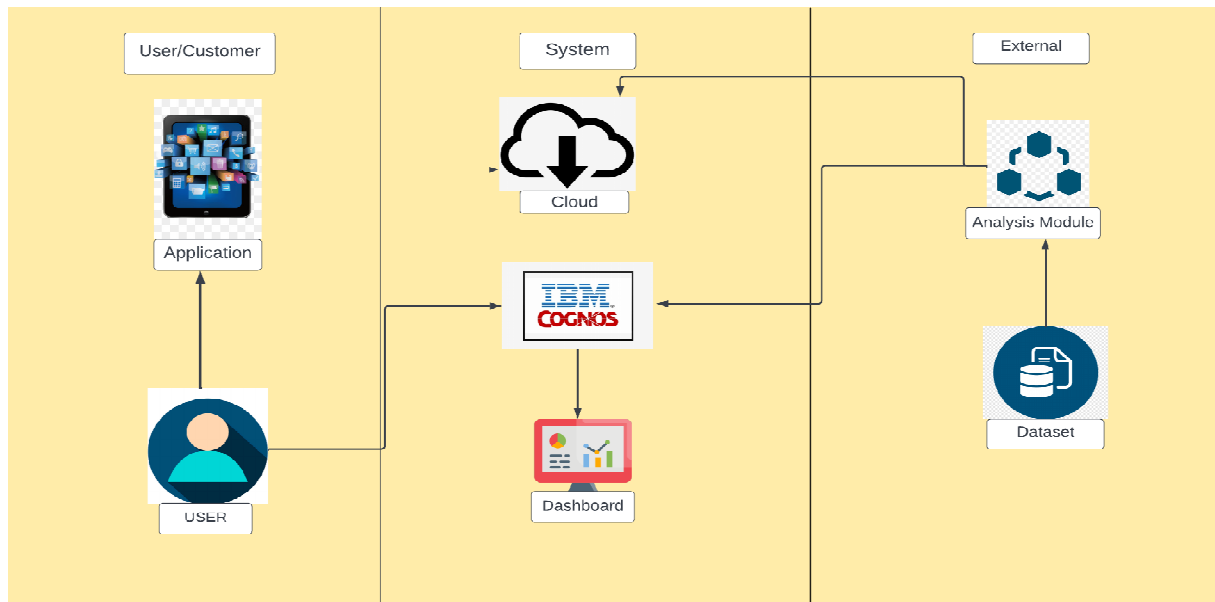 User/Customer
System
External
Application
Cloud
Analysis Module
IBM
COGNOS
Dataset
Dashboard
USER